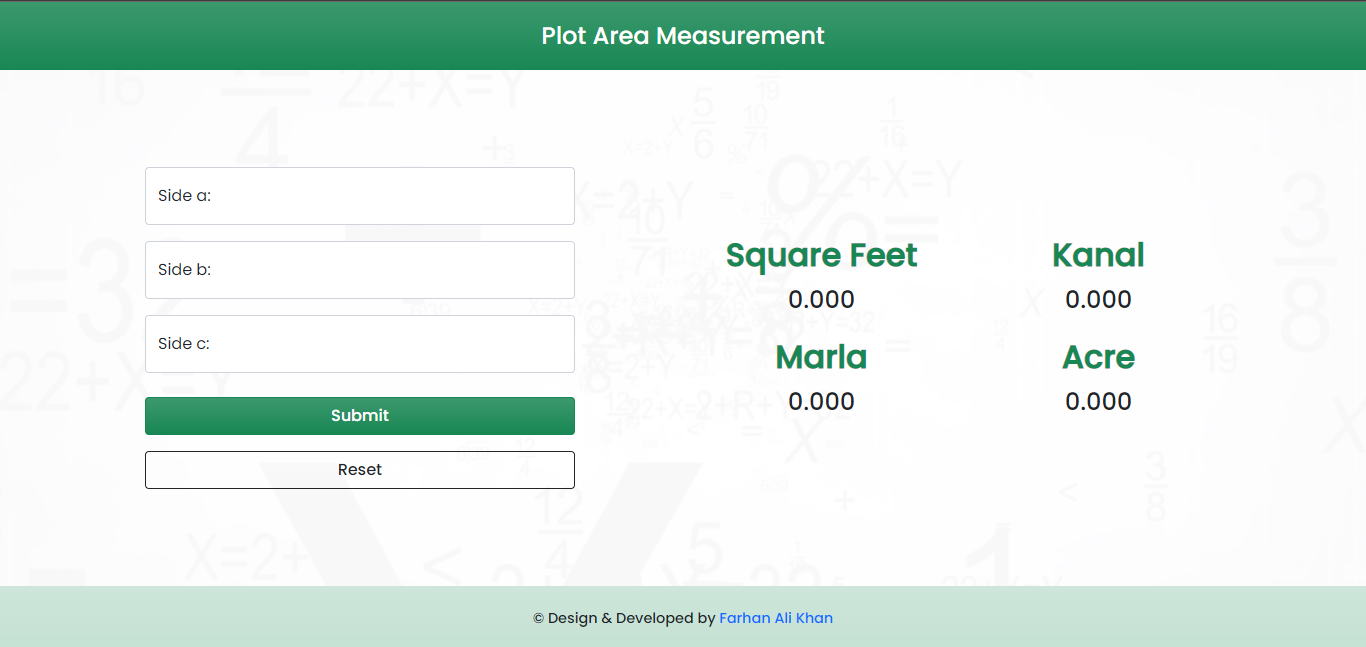 Plot Area Measurement
Side a:
Side b:
Side c:
Submit
Reset
Square Feet
0.000
Kanal
0.000
Marla
0.000
Acre
0.000
© Design & Developed by Farhan Ali Khan